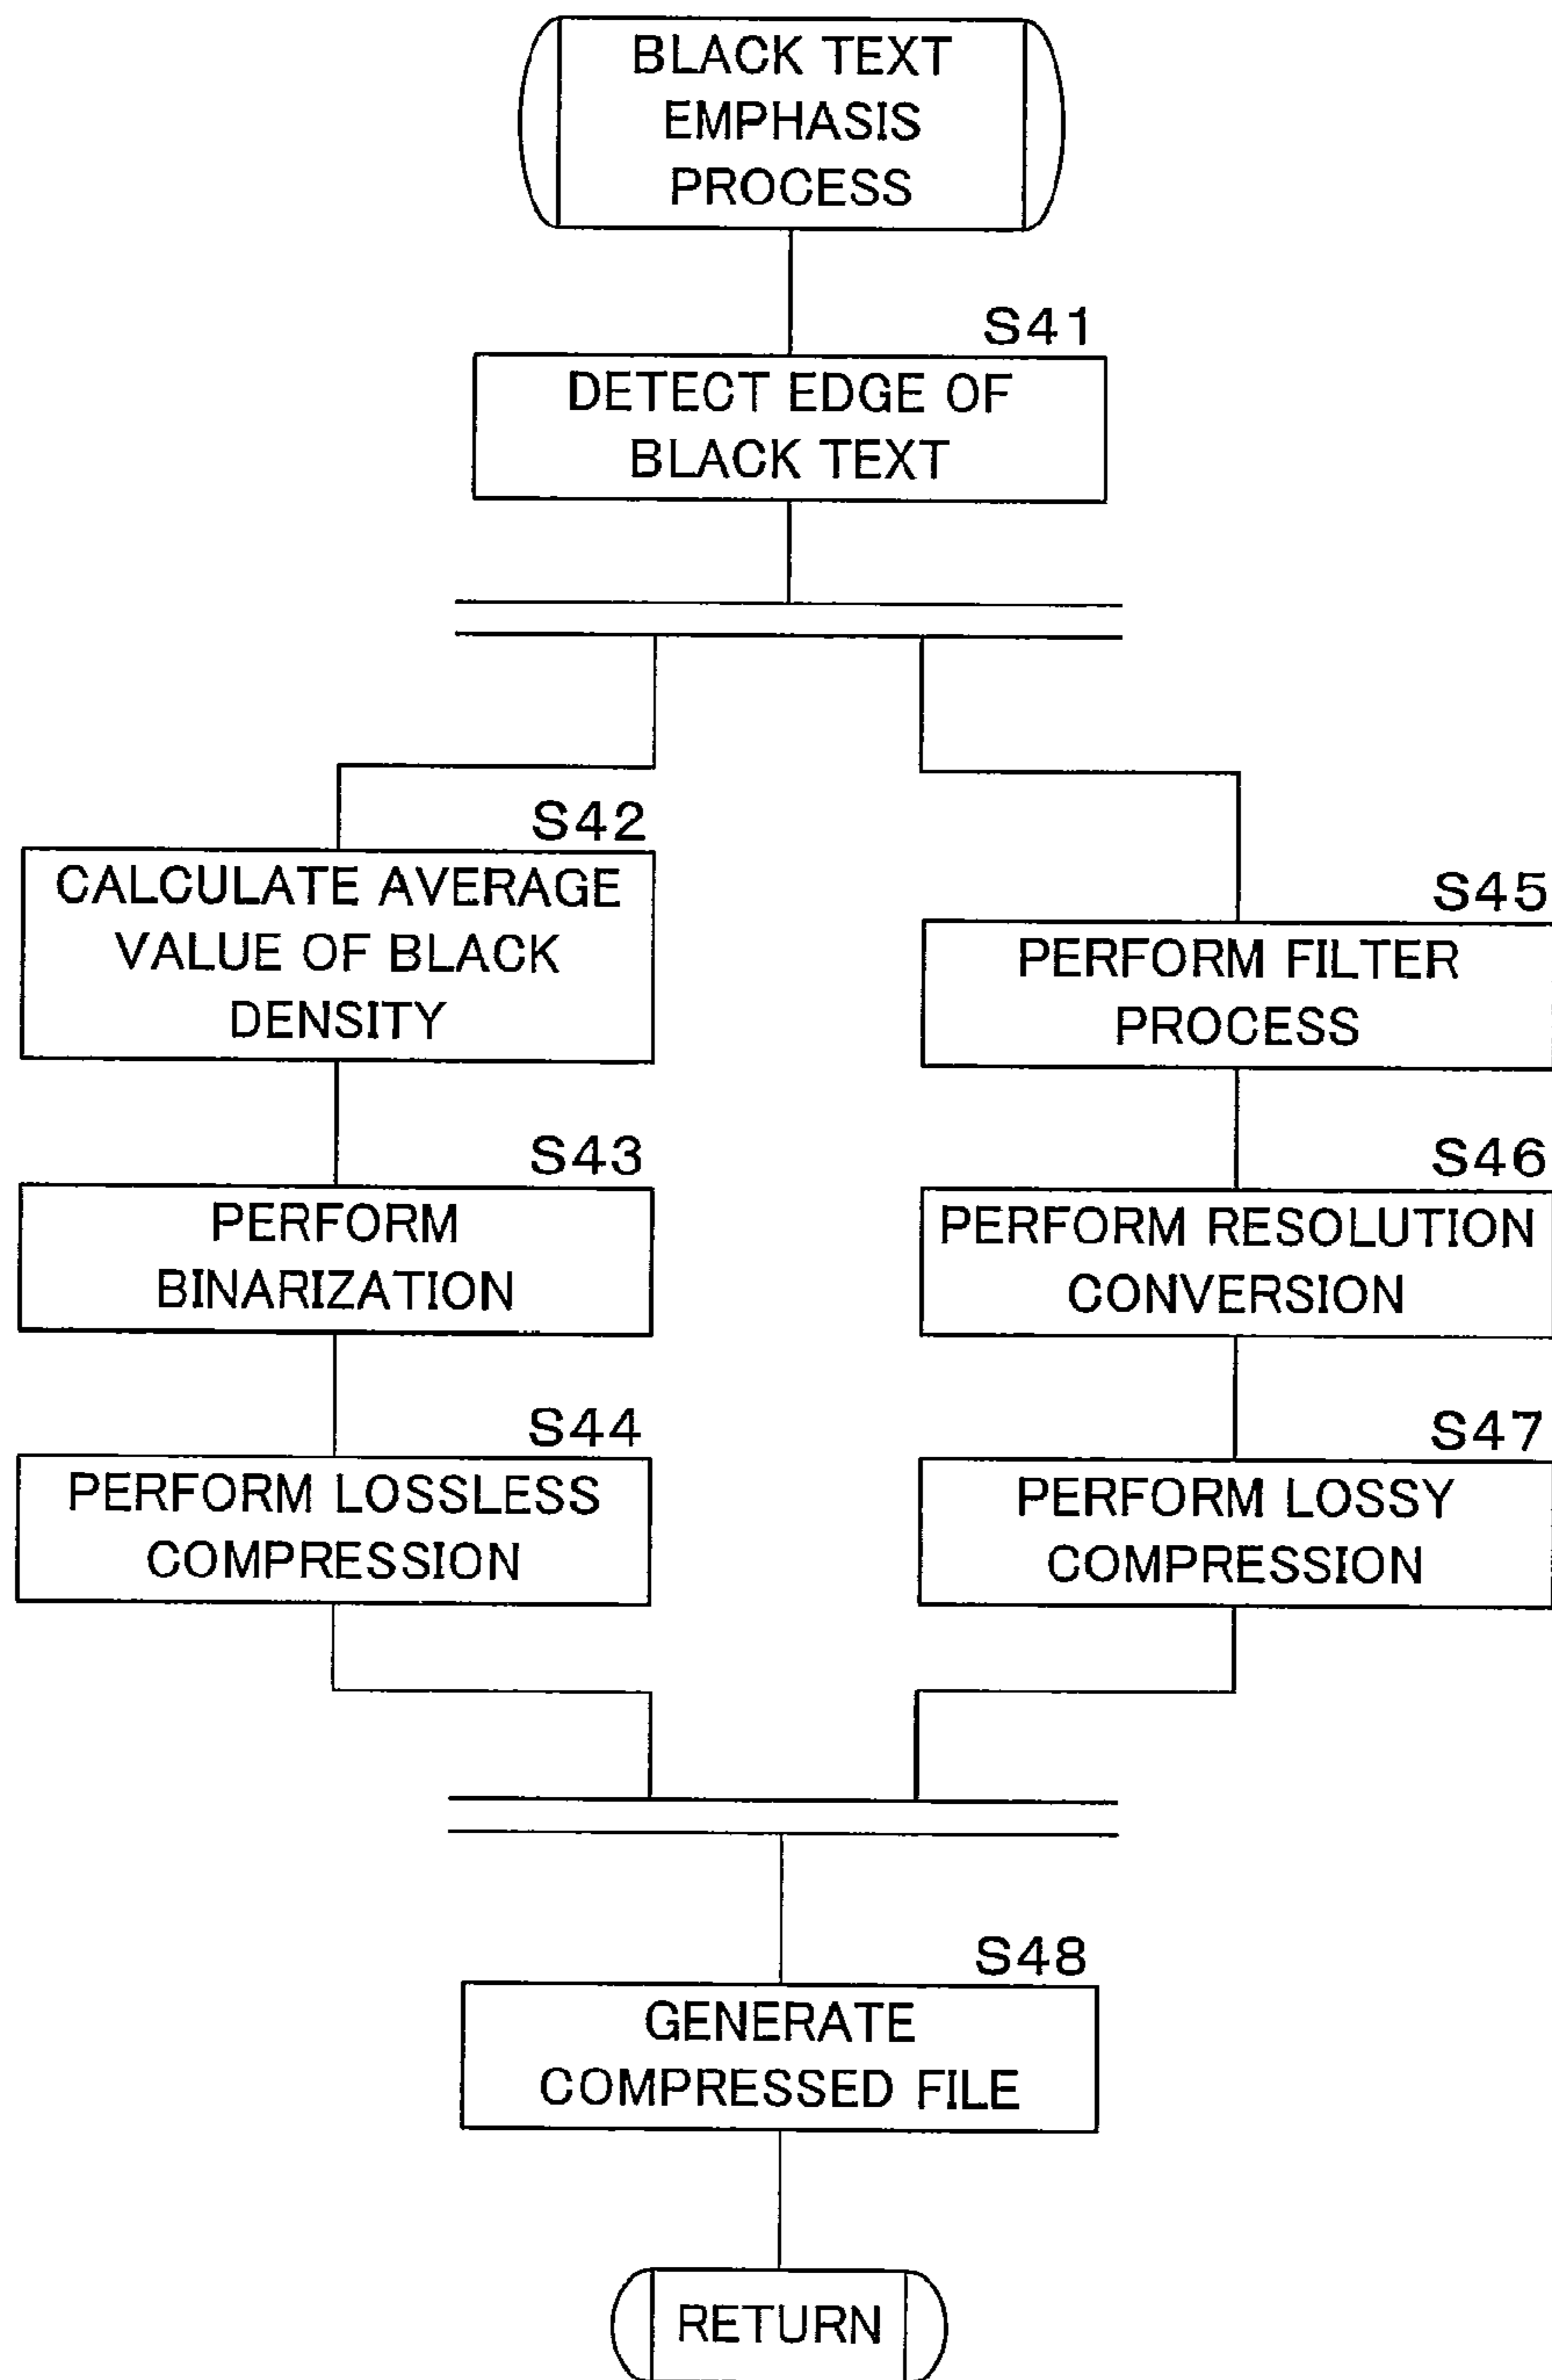 BLACK TEXT
EMPHASIS
PROCESS
S41
DETECT EDGE OF
BLACK TEXT
S42
CALCULATE AVERAGE
VALUE OF BLACK
DENSITY
S43
PERFORM
BINARIZATION
S44
PERFORM LOSSLESS
COMPRESSION
S45
PERFORM FILTER
PROCESS
S46
PERFORM RESOLUTION
CONVERSION
S47
PERFORM LOSSY
COMPRESSION
S48
GENERATE
COMPRESSED FILE
RETURN